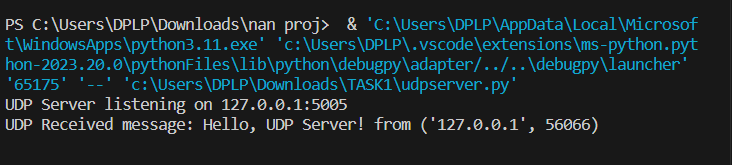 PS C:\Users\DPLP\Downloads\nan proj>  & 'C:\Users\DPLP\AppData\Local\Microsof
t\WindowsApps\python3.11.exe' 'c:\Users\DPLP\.vscode\extensions\ms-python.pyt
hon-2023.20.0\pythonFiles\lib\python\debugpy\adapter/../..\debugpy\launcher'
'65175' '--' 'c:\Users\DPLP\Downloads\TASK1\udpserver.py'
UDP Server listening on 127.0.0.1:5005
UDP Received message: Hello, UDP Server! from ('127.0.0.1', 56066)